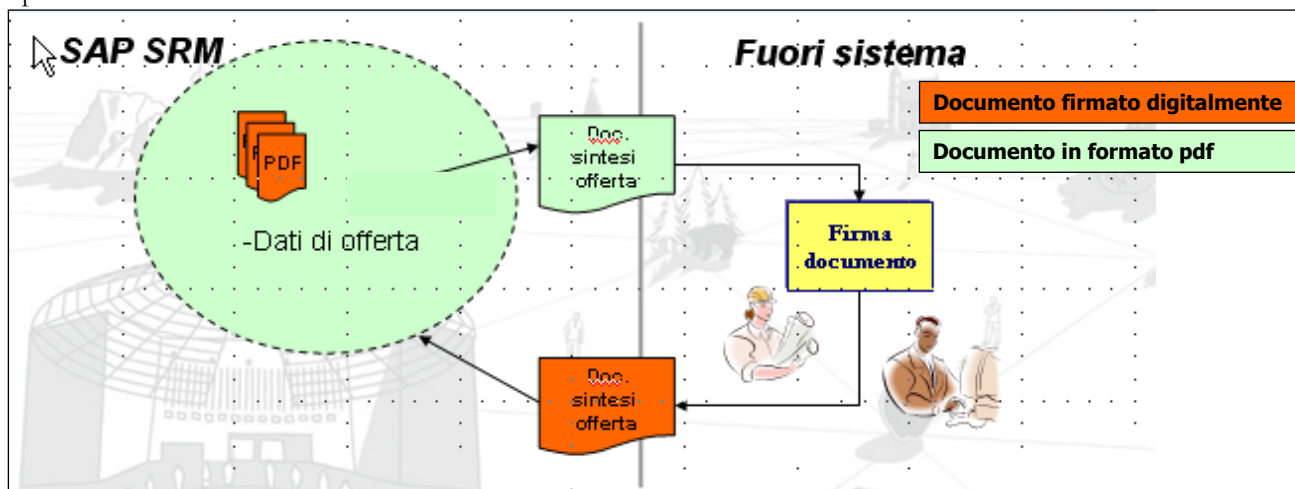 SAP SRM
Fuori sistema
Documento firmato digitalmente
Documento in formato pdf
Doc.
sintesi
offerta
PDF
-Dati di offerta
Firma
documento
Doc.
sintesi
offerta